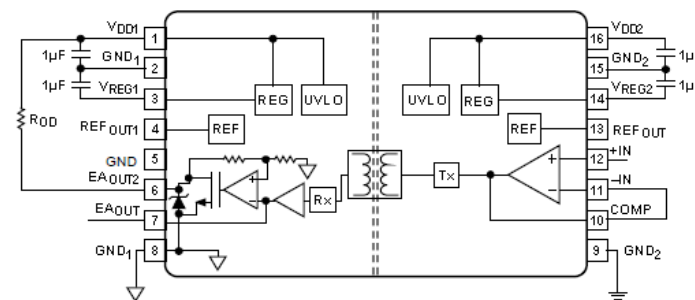 VDD1
1µF
GND1
1µF
VREG1
ROD
REFOUT1
GND
EAOUT2
EAOUT
GND1
1
2
3
4
5
6
7
8
REG
UVLO
REF
Rx
Tx
UVLO
REG
REF
+
−
+
−
16
15
14
13
12
11
10
9
VDD2
1µ
GND2
1µ
VREG2
REFOUT
+IN
−IN
COMP
GND2